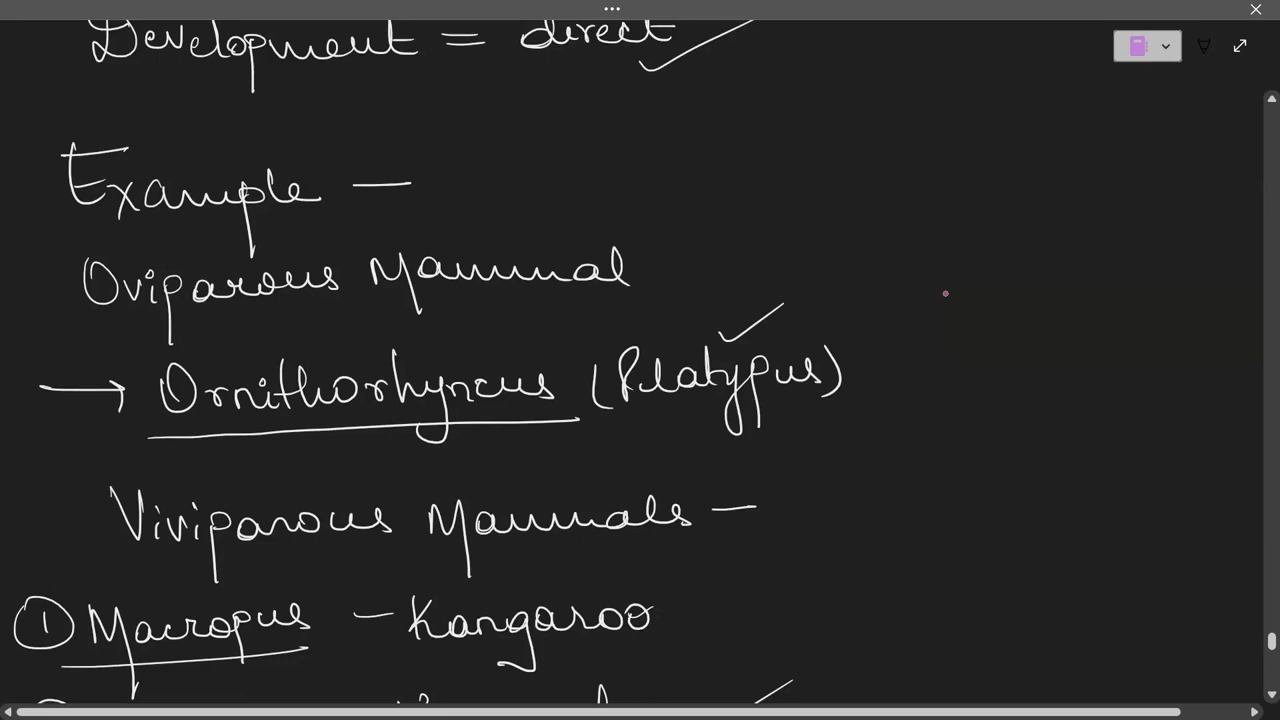 Development = direct
Example —
Oviparous Mammal
→ Ornithorhyncus (Platypus)
Viviparous Mammals —
① Macropus - Kangaroo